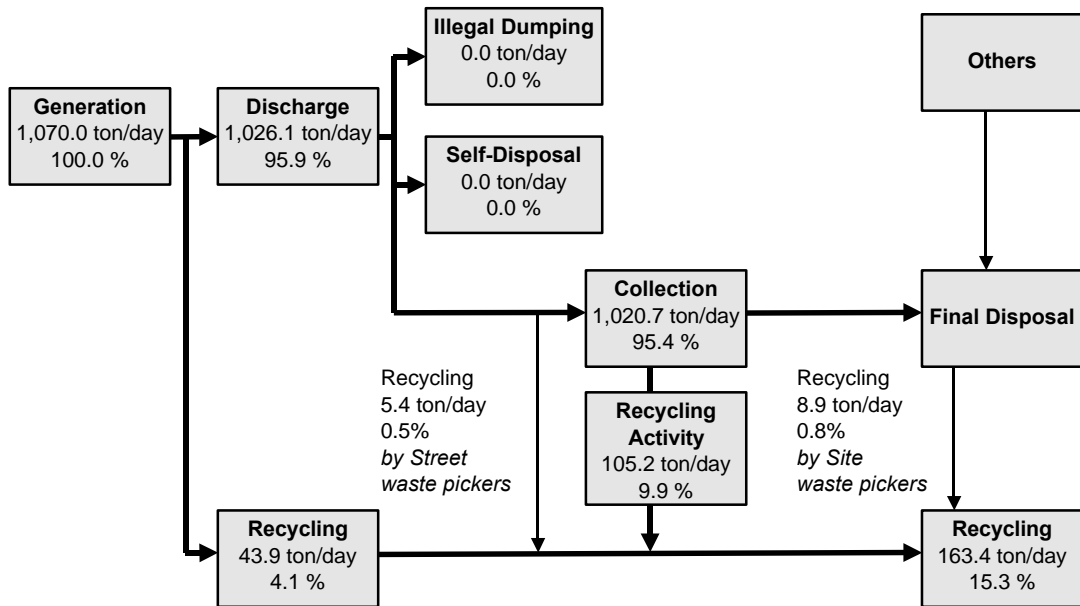 Illegal Dumping
0.0 ton/day
0.0 %
Others
Generation
1,070.0 ton/day
100.0 %
Discharge
1,026.1 ton/day
95.9 %
Self-Disposal
0.0 ton/day
0.0 %
Collection
1,020.7 ton/day
95.4 %
Final Disposal
Recycling
5.4 ton/day
0.5%
by Street
waste pickers
Recycling
Activity
105.2 ton/day
9.9 %
Recycling
8.9 ton/day
0.8%
by Site
waste pickers
Recycling
43.9 ton/day
4.1 %
Recycling
163.4 ton/day
15.3 %